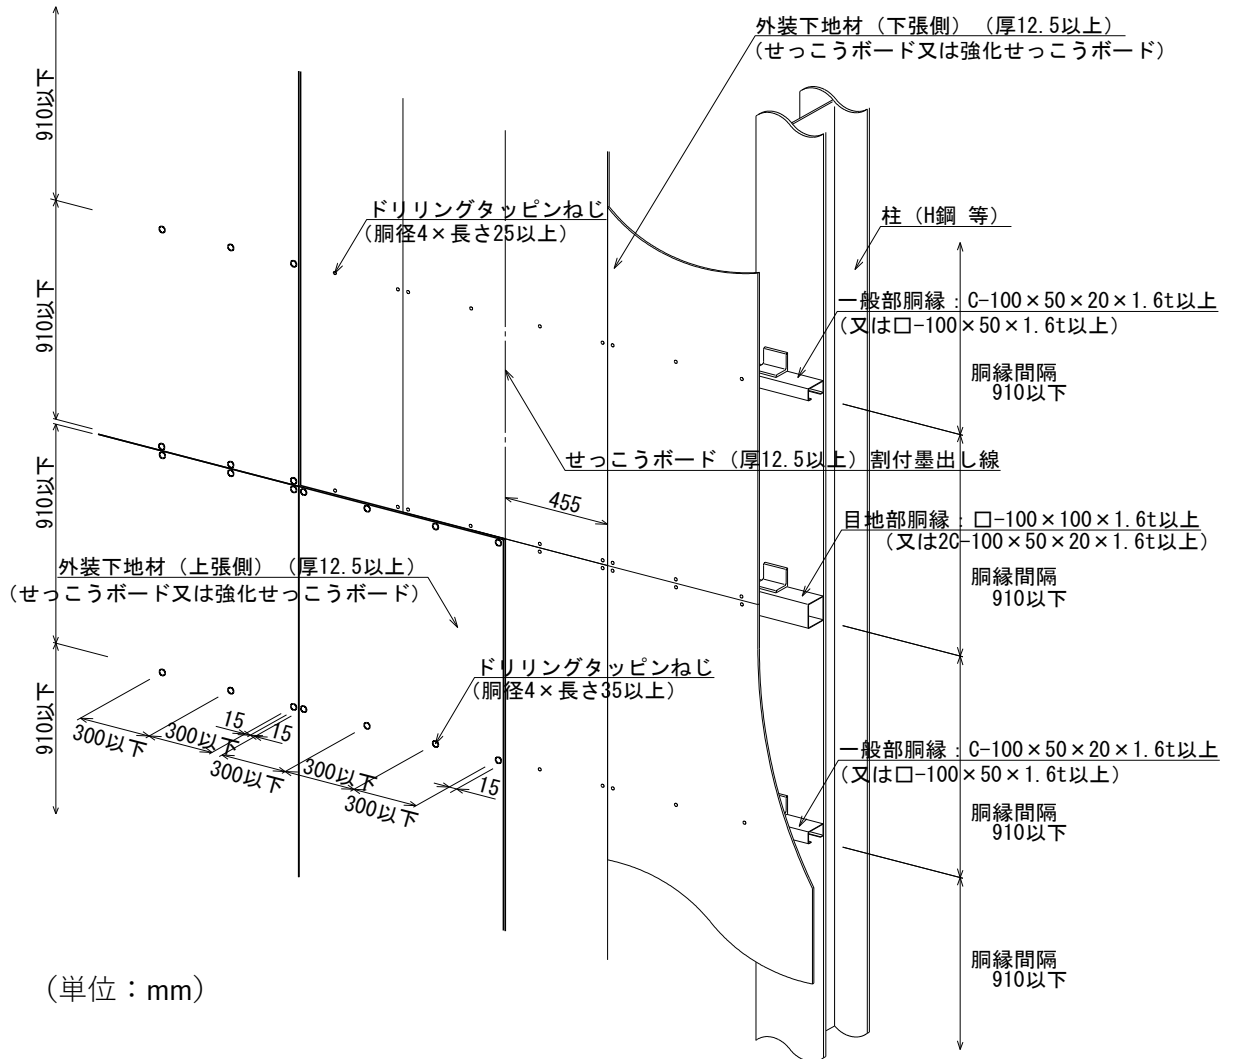 外装下地材（下張側）（厚12.5以上）
（せっこうボード又は強化せっこうボード）
910以下
ドリリングタッピンねじ
（胴径4×長さ25以上）
柱（H鋼 等）
910以下
一般部胴縁：C-100×50×20×1.6t以上
（又は□-100×50×1.6t以上）
胴縁間隔
910以下
せっこうボード（厚12.5以上）割付墨出し線
455
910以下
目地部胴縁：□-100×100×1.6t以上
（又は2C-100×50×20×1.6t以上）
外装下地材（上張側）（厚12.5以上）
（せっこうボード又は強化せっこうボード）
胴縁間隔
910以下
ドリリングタッピンねじ
（胴径4×長さ35以上）
910以下
300以下
300以下
15
15
300以下
300以下
300以下
15
一般部胴縁：C-100×50×20×1.6t以上
（又は□-100×50×1.6t以上）
胴縁間隔
910以下
胴縁間隔
910以下
（単位：mm）